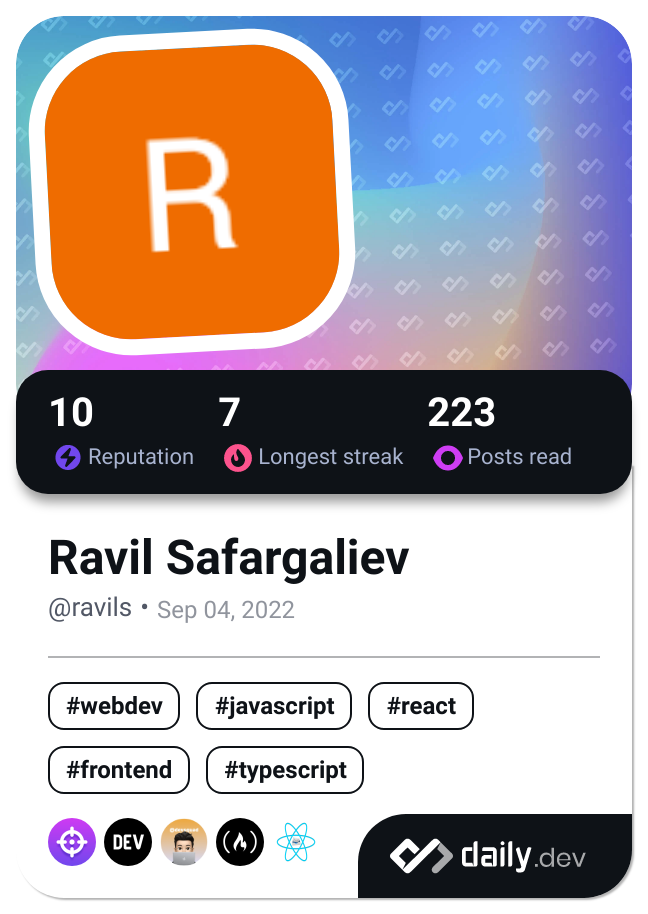 R
10 7 223
Reputation Longest streak Posts read
Ravil Safargaliev
@ravils • Sep 04, 2022
#webdev #javascript #react
#frontend #typescript
DEV
daily.dev